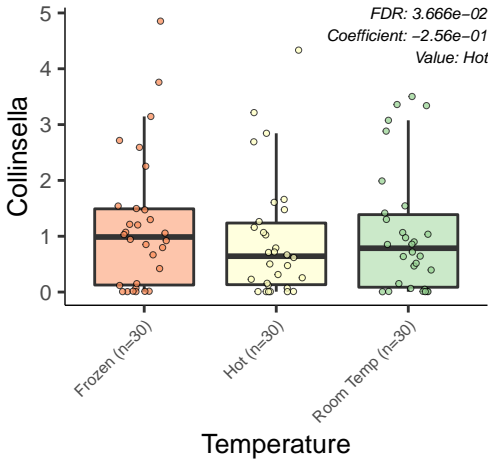 FDR: 3.666e−02
Coefficient: −2.56e−01
Value: Hot
Collinsella
5
4
3
2
1
0
Frozen (n=30)
Hot (n=30)
Room Temp (n=30)
Temperature